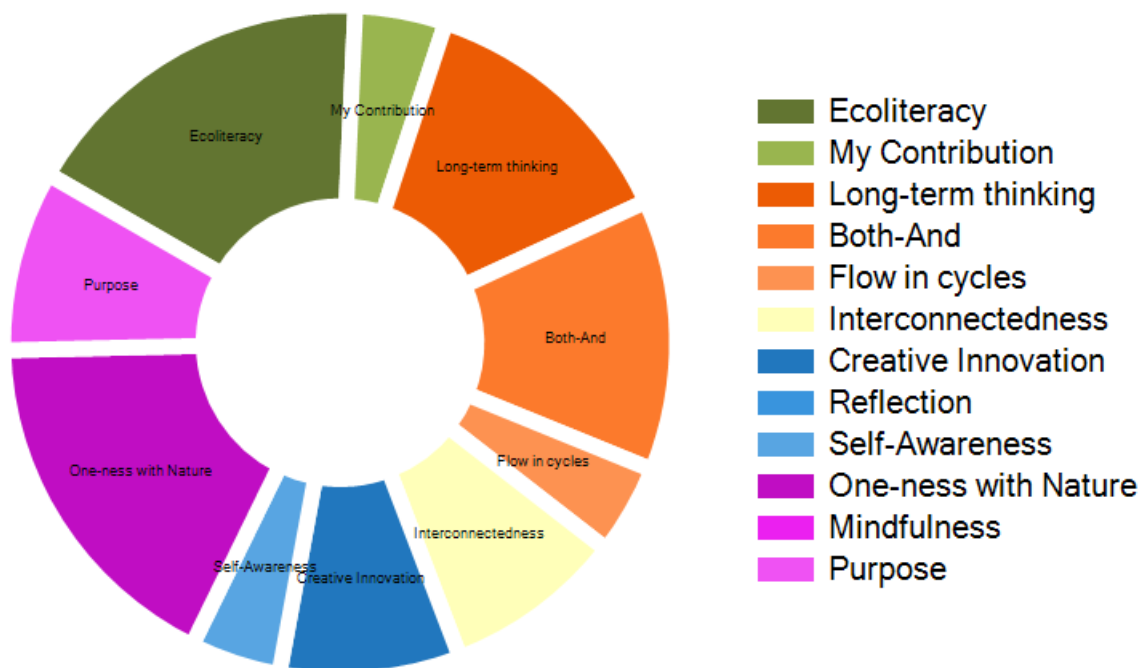 My Contribution
Ecoliteracy
Long-term thinking
Purpose
Both-And
One-ness with Nature
Flow in cycles
Interconnectedness
Self-Awareness
Creative Innovation
Ecoliteracy
My Contribution
Long-term thinking
Both-And
Flow in cycles
Interconnectedness
Creative Innovation
Reflection
Self-Awareness
One-ness with Nature
Mindfulness
Purpose